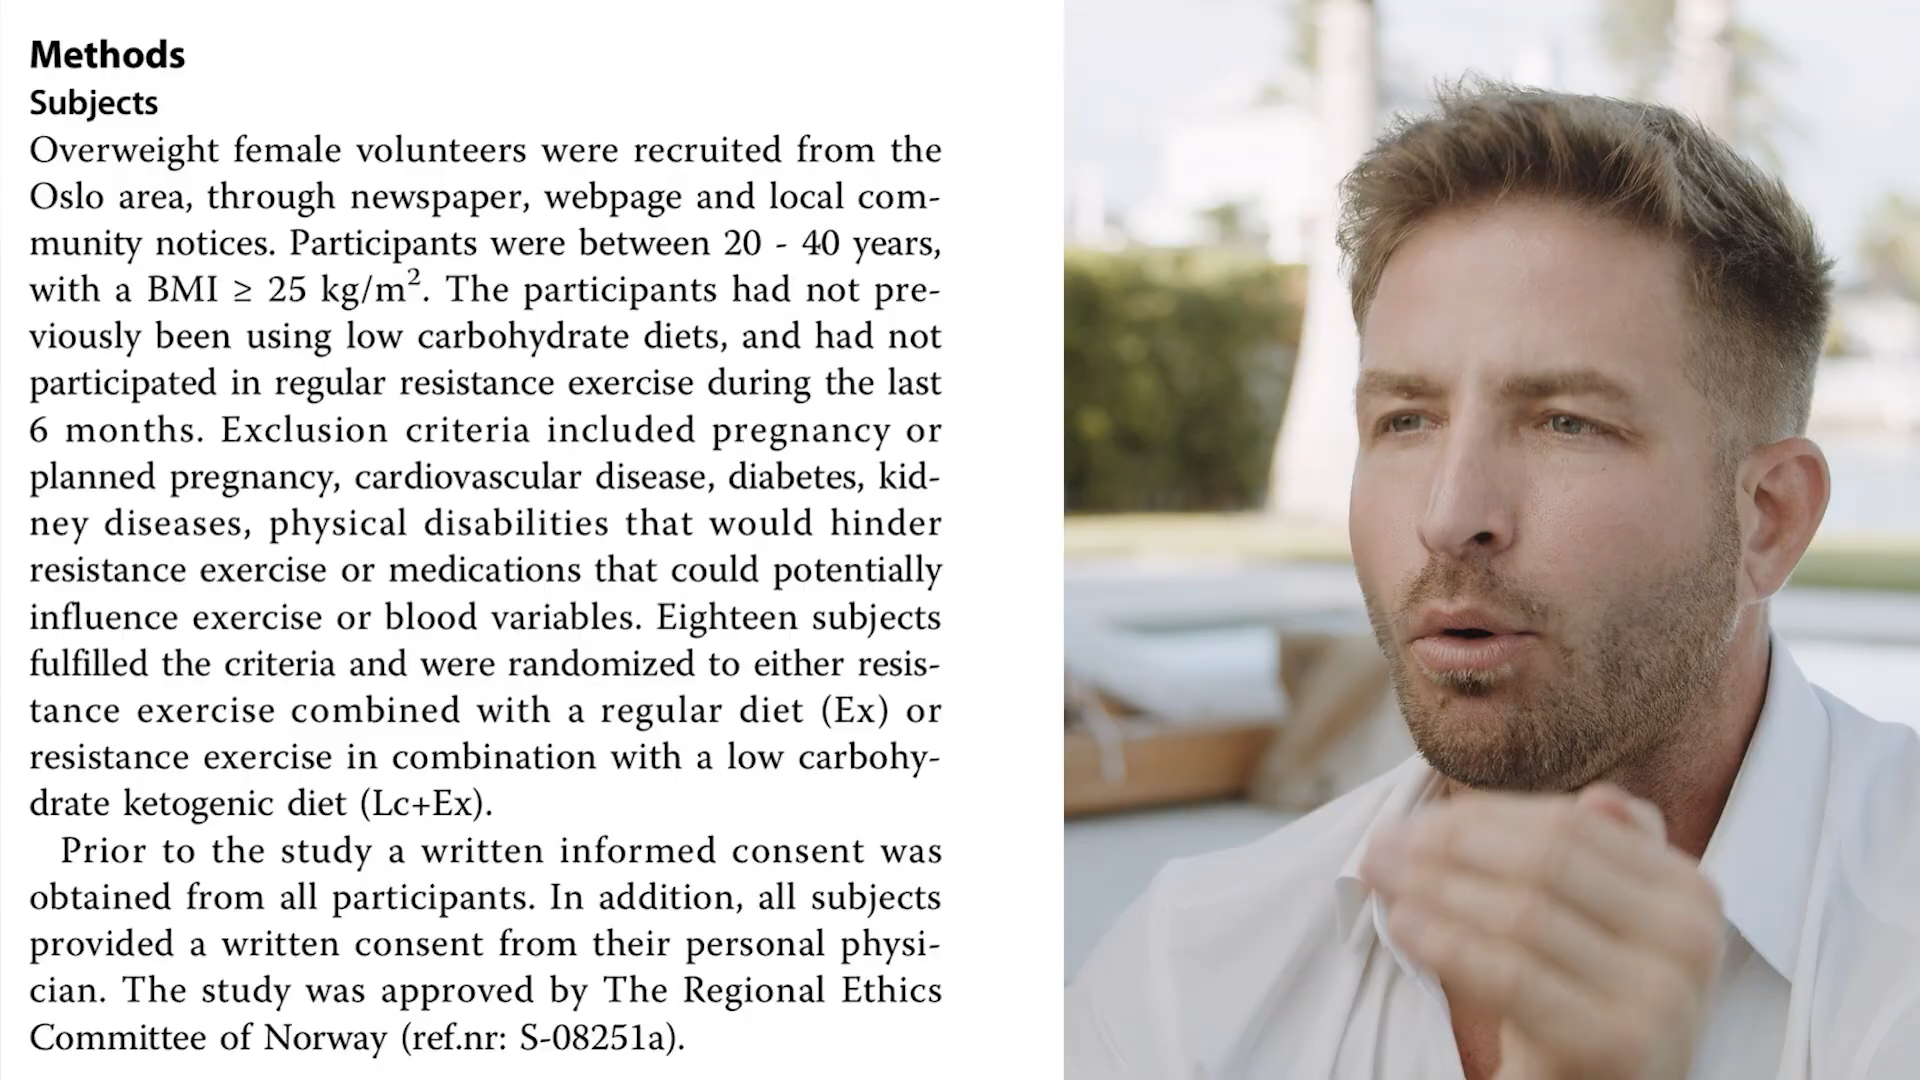 Methods
Subjects
Overweight female volunteers were recruited from the
Oslo area, through newspaper, webpage and local com-
munity notices. Participants were between 20 - 40 years,
with a BMI ≥ 25 kg/m². The participants had not pre-
viously been using low carbohydrate diets, and had not
participated in regular resistance exercise during the last
6 months. Exclusion criteria included pregnancy or
planned pregnancy, cardiovascular disease, diabetes, kid-
ney diseases, physical disabilities that would hinder
resistance exercise or medications that could potentially
influence exercise or blood variables. Eighteen subjects
fulfilled the criteria and were randomized to either resis-
tance exercise combined with a regular diet (Ex) or
resistance exercise in combination with a low carbohy-
drate ketogenic diet (Lc+Ex).
Prior to the study a written informed consent was
obtained from all participants. In addition, all subjects
provided a written consent from their personal physi-
cian. The study was approved by The Regional Ethics
Committee of Norway (ref.nr: S-08251a).